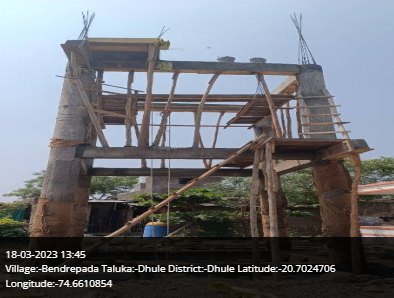 18-03-2023 13:45
Village:-Bendrepada Taluka:-Dhule District:-Dhule Latitude:-20.7024706
Longitude:-74.6610854